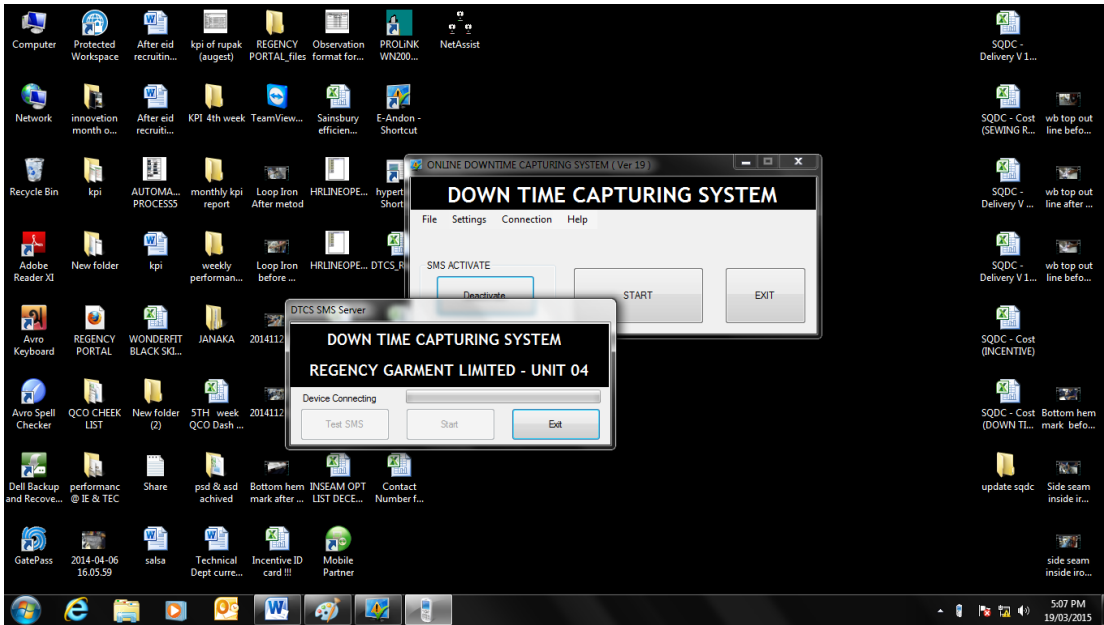 Computer
Protected
Workspace
After eid
recruitin...
kpi of rupak
(augest)
REGENCY
PORTAL_files
Observation
format for...
PROLiNK
WN200...
NetAssist
SQDC -
Delivery V 1...
Network
innovetion
month o...
After eid
recruiti...
KPI 4th week
TeamView...
Sainsbury
efficien...
E-Andon -
Shortcut
SQDC - Cost
(SEWING R...
wb top out
line befo...
Recycle Bin
kpi
AUTOMA...
PROCESS5
monthly kpi
report
Loop Iron
After metod
HRLINEOPE...
hypert
Short
SQDC -
Delivery V ...
wb top out
line after ...
Adobe
Reader XI
New folder
kpi
weekly
performan...
Loop Iron
before ...
HRLINEOPE...
DTCS_R
SQDC -
Delivery V 1...
wb top out
line befo...
Avro
Keyboard
REGENCY
PORTAL
WONDERFIT
BLACK SKI...
JANAKA
2014112
SQDC - Cost
(INCENTIVE)
Avro Spell
Checker
QCO CHEEK
LIST
New folder
(2)
5TH week
QCO Dash ...
2014112
SQDC - Cost
(DOWN TI...
Bottom hem
mark befo...
Dell Backup
and Recove...
performanc
@ IE & TEC
Share
psd & asd
achived
Bottom hem
mark after ...
INSEAM OPT
LIST DECE...
Contact
Number f...
update sqdc
Side seam
inside ir...
GatePass
2014-04-06
16.05.59
salsa
Technical
Dept curre...
Incentive ID
card !!!
Mobile
Partner
side seam
inside iro...
ONLINE DOWNTIME CAPTURING SYSTEM ( Ver 19 )
DOWN TIME CAPTURING SYSTEM
File Settings Connection Help
SMS ACTIVATE
Deactivate
START
EXIT
DTCS SMS Server
DOWN TIME CAPTURING SYSTEM
REGENCY GARMENT LIMITED - UNIT 04
Device Connecting
Test SMS
Start
Exit
5:07 PM
19/03/2015